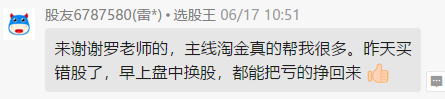 股友6787580(雷*)·选股王 06/17 10:51
来谢谢罗老师的，主线淘金真的帮我很多。昨天买
错股了，早上盘中换股，都能把亏的挣回来👍